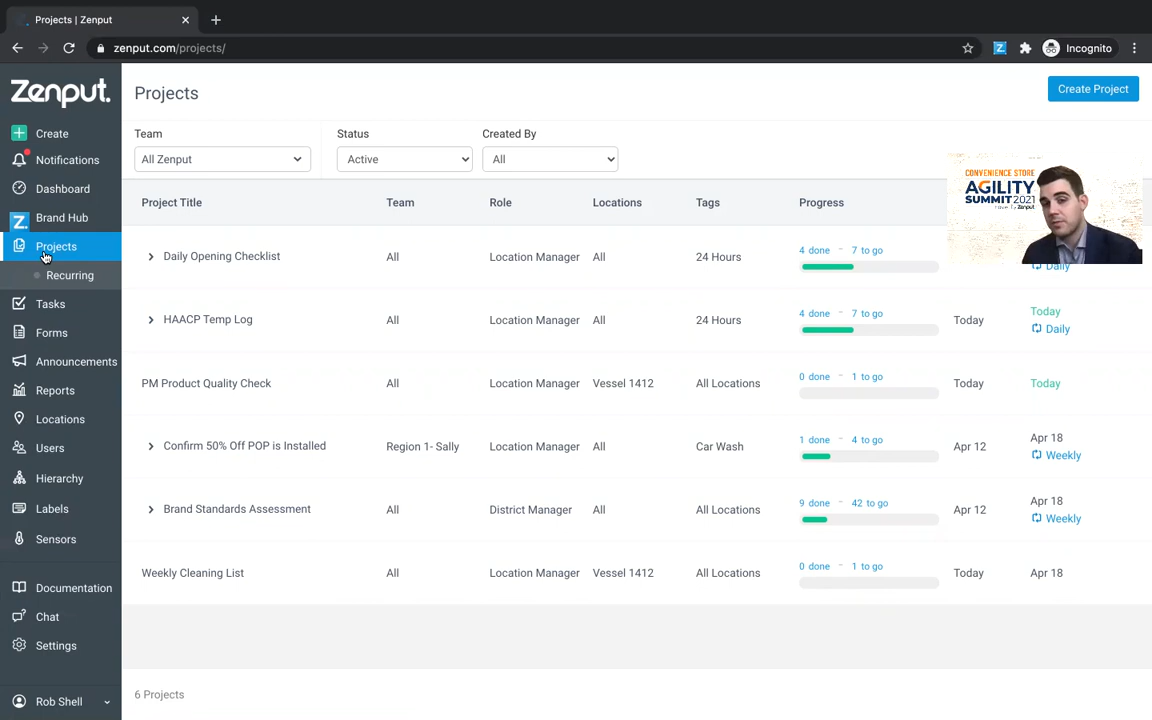 Projects | Zenput
zenput.com/projects/
Incognito
Zenput.
Projects
Create Project
Create
Notifications
Dashboard
Z. Brand Hub
Projects
Recurring
Tasks
Forms
Announcements
Reports
Locations
Users
Hierarchy
Labels
Sensors
Documentation
Chat
Settings
Rob Shell
Team
Status
Created By
All Zenput
Active
All
CONVENIENCE STORE
AGILITY
SUMMIT 2021
Project Title Team Role Locations Tags Progress
Daily Opening Checklist All Location Manager All 24 Hours 4 done - 7 to go Daily
HAACP Temp Log All Location Manager All 24 Hours 4 done - 7 to go Today Today Daily
PM Product Quality Check All Location Manager Vessel 1412 All Locations 0 done - 1 to go Today Today
Confirm 50% Off POP is Installed Region 1- Sally Location Manager All Car Wash 1 done - 4 to go Apr 12 Apr 18 Weekly
Brand Standards Assessment All District Manager All All Locations 9 done - 42 to go Apr 12 Apr 18 Weekly
Weekly Cleaning List All Location Manager Vessel 1412 All Locations 0 done - 1 to go Today Apr 18
6 Projects